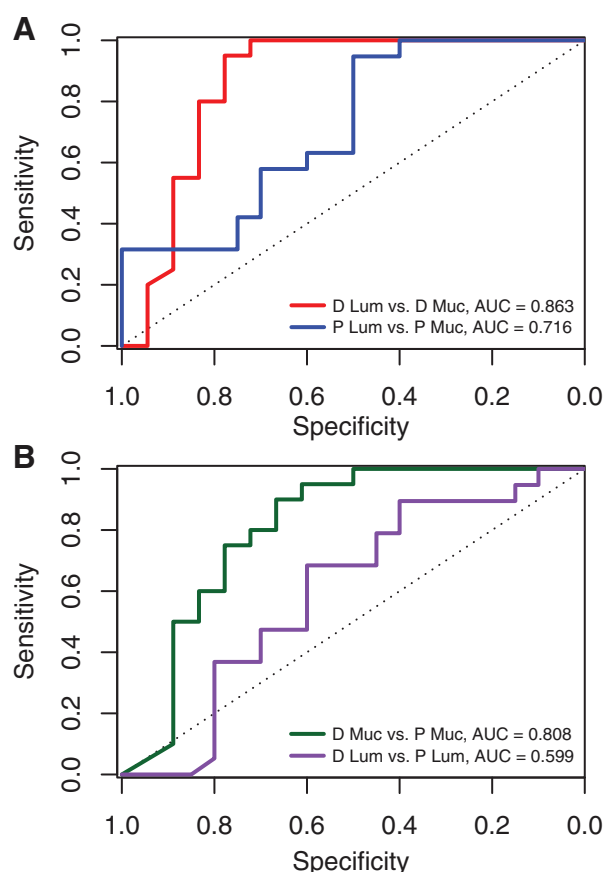 A
Sensitivity
0.0 0.2 0.4 0.6 0.8 1.0
D Lum vs. D Muc, AUC = 0.863
P Lum vs. P Muc, AUC = 0.716
1.0 0.8 0.6 0.4 0.2 0.0
Specificity
B
Sensitivity
0.0 0.2 0.4 0.6 0.8 1.0
D Muc vs. P Muc, AUC = 0.808
D Lum vs. P Lum, AUC = 0.599
1.0 0.8 0.6 0.4 0.2 0.0
Specificity